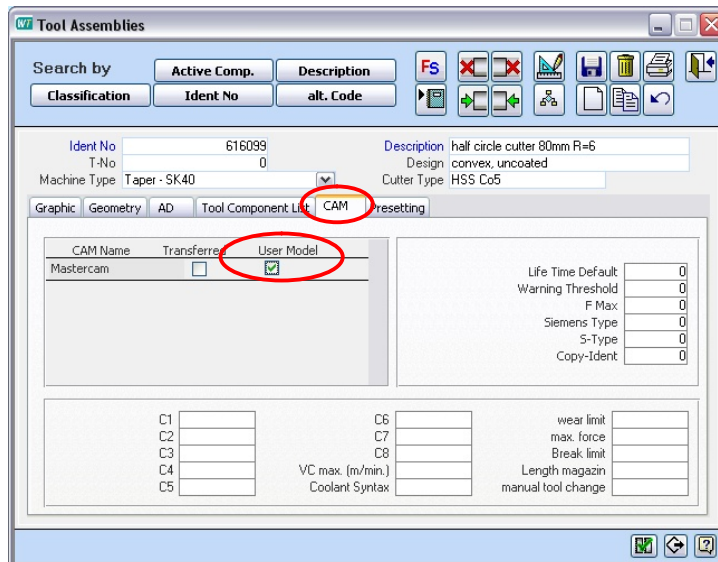 WT Tool Assemblies
Search by
Active Comp. Description
Classification Ident No alt. Code
FS
Ident No 616099 Description half circle cutter 80mm R=6
T-No 0 Design convex, uncoated
Machine Type Taper - SK40 Cutter Type HSS Co5
Graphic Geometry AD Tool Component List CAM Presetting
CAM Name Transferred User Model
Mastercam
Life Time Default 0
Warning Threshold 0
F Max 0
Siemens Type 0
S-Type 0
Copy-Ident 0
C1 C6 wear limit
C2 C7 max. force
C3 C8 Break limit
C4 VC max. (m/min.) Length magazin
C5 Coolant Syntax manual tool change